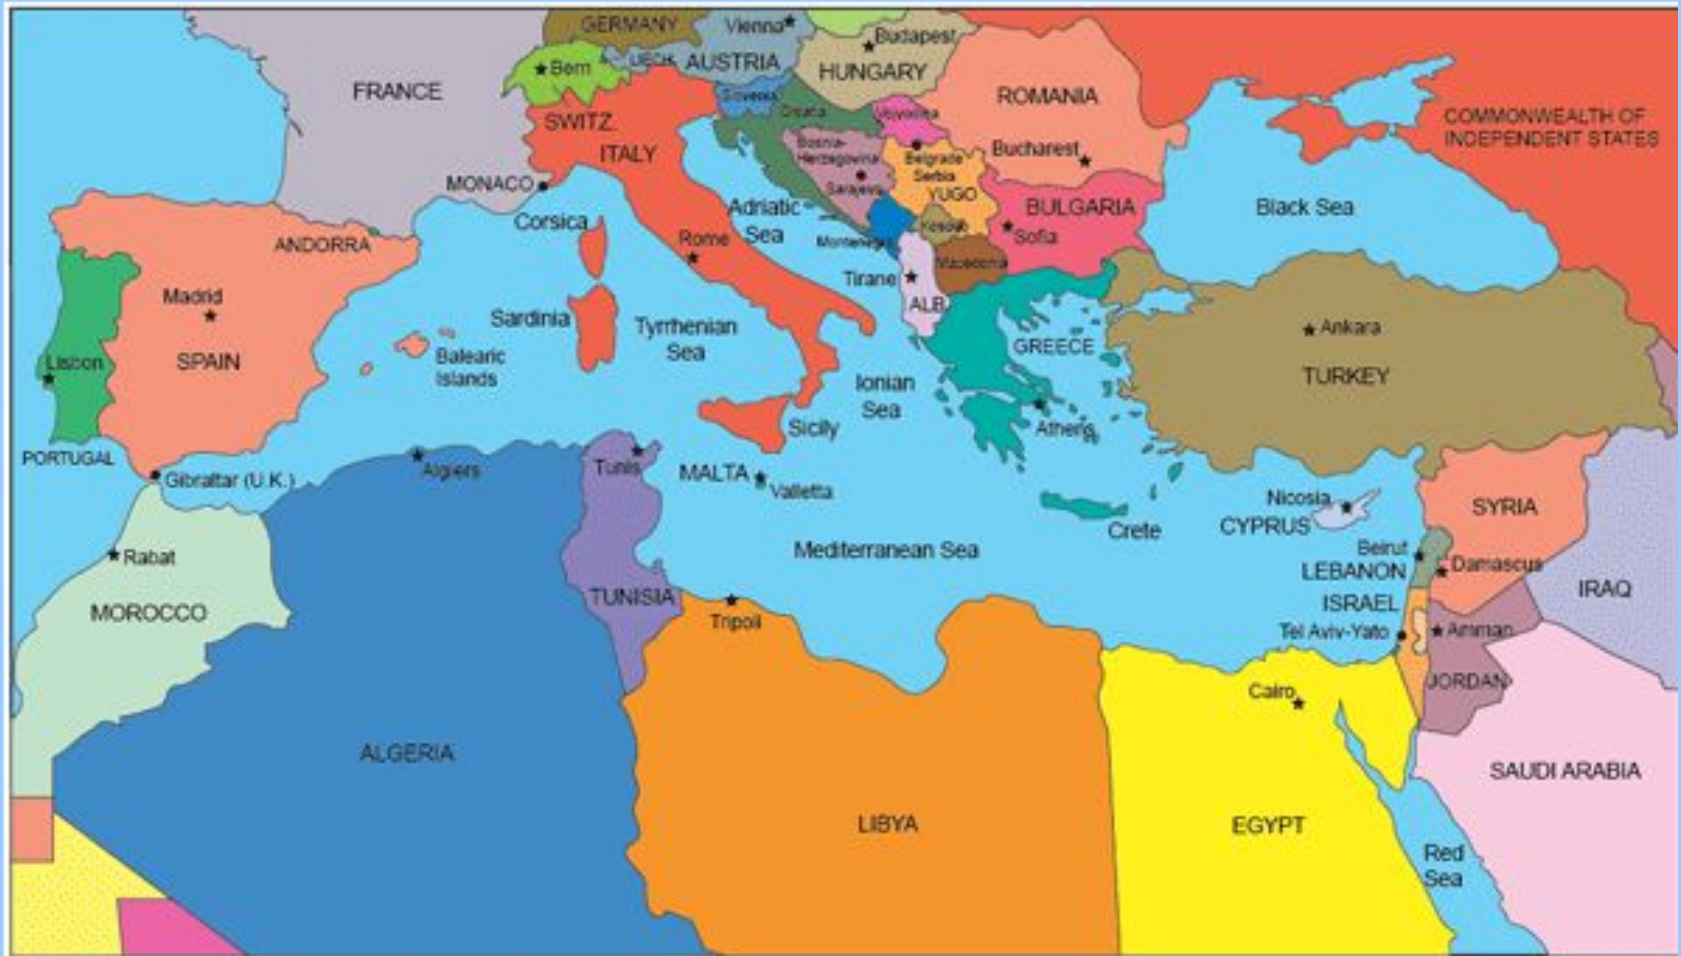 GERMANY
Vienna
Budapest
Bern
LIECH
AUSTRIA
HUNGARY
FRANCE
Slovenia
ROMANIA
Croatia
Vojvodina
COMMONWEALTH OF
INDEPENDENT STATES
SWITZ.
Bosnia-
Herzegovina
ITALY
Belgrade
Serbia
Bucharest
MONACO
Sarajevo
YUGO
Corsica
Adriatic
Sea
BULGARIA
Black Sea
ANDORRA
Rome
Montenegro
Kosovo
Sofia
Macedonia
Tirane
Madrid
ALB.
Sardinia
Tyrrhenian
Sea
Ankara
GREECE
Lisbon
SPAIN
Balearic
Islands
TURKEY
Ionian
Sea
Sicily
Athens
PORTUGAL
Gibraltar (U.K.)
Algiers
Tunis
MALTA
Valletta
Nicosia
CYPRUS
SYRIA
Crete
Rabat
Mediterranean Sea
Beirut
LEBANON
Damascus
MOROCCO
TUNISIA
ISRAEL
IRAQ
Tripoli
Tel Aviv-Yato
Amman
JORDAN
Cairo
ALGERIA
SAUDI ARABIA
LIBYA
EGYPT
Red
Sea